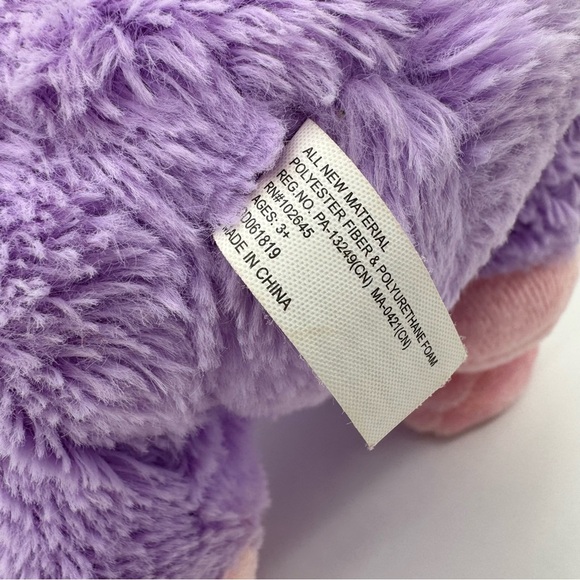 ALL NEW MATERIAL
POLYESTER FIBER & POLYURETHANE FOAM
REG.NO. PA-13249(CN) MA-0421(CN)
RN#102645
AGES: 3+
DD061819
MADE IN CHINA